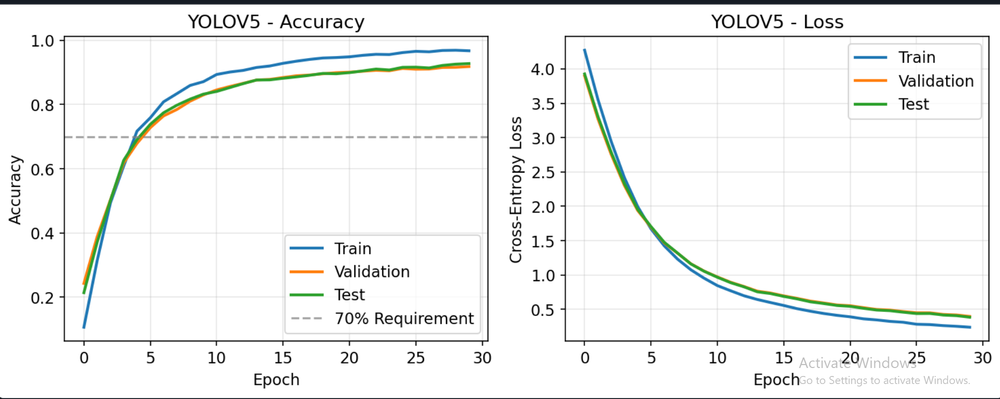 YOLOV5 - Accuracy
1.0
0.8
0.6
0.4
0.2
Accuracy
Train
Validation
Test
70% Requirement
0 5 10 15 20 25 30
Epoch
YOLOV5 - Loss
4.0
3.5
3.0
2.5
2.0
1.5
1.0
0.5
Cross-Entropy Loss
Train
Validation
Test
0 5 10 15 20 25 30
Epoch
Activate Windows
Go to Settings to activate Windows.